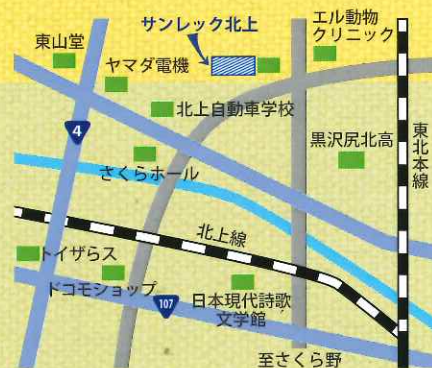 サンレック北上
エル動物
クリニック
東山堂
ヤマダ電機
北上自動車学校
4
黒沢尻北高
東北本線
さくらホール
北上線
トイザらス
ドコモショップ
107
日本現代詩歌
文学館
至さくら野